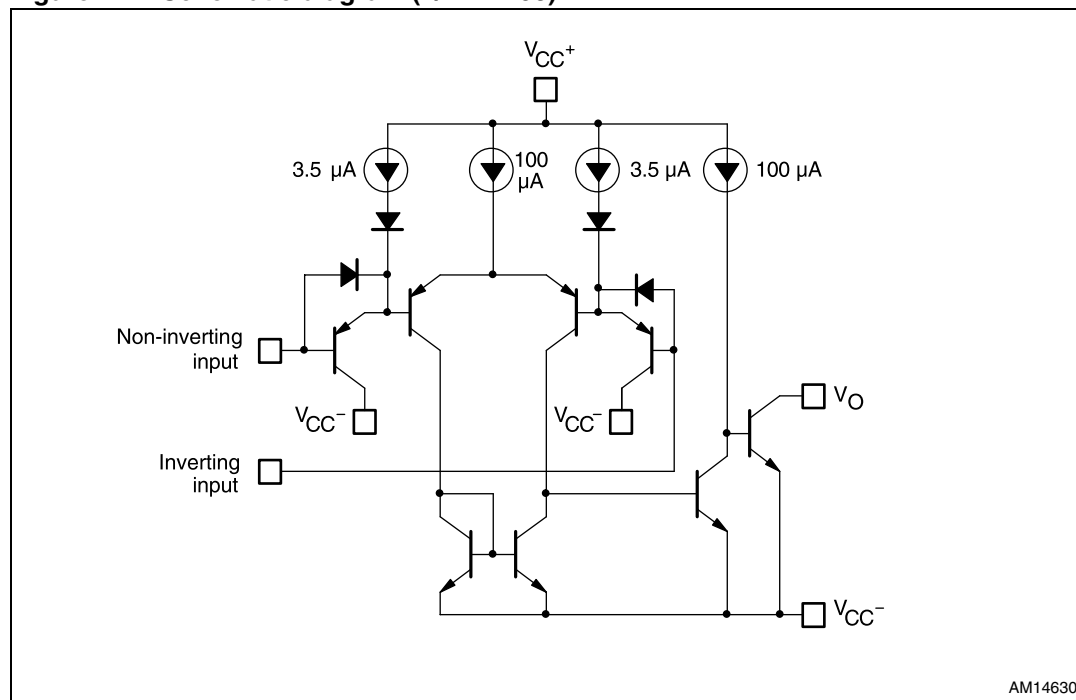 V_CC+
3.5 µA
100
µA
3.5 µA
100 µA
Non-inverting
input
V_CC−
V_CC−
V_O
Inverting
input
V_CC−
AM14630